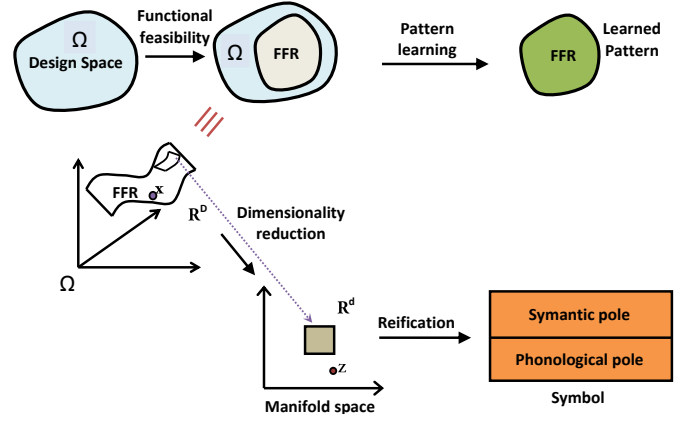 Functional
feasibility
Ω
Design Space
Ω
FFR
Pattern
learning
Learned
Pattern
FFR
FFR
x
R^D
Ω
Dimensionality
reduction
R^d
z
Manifold space
Reification
Symantic pole
Phonological pole
Symbol